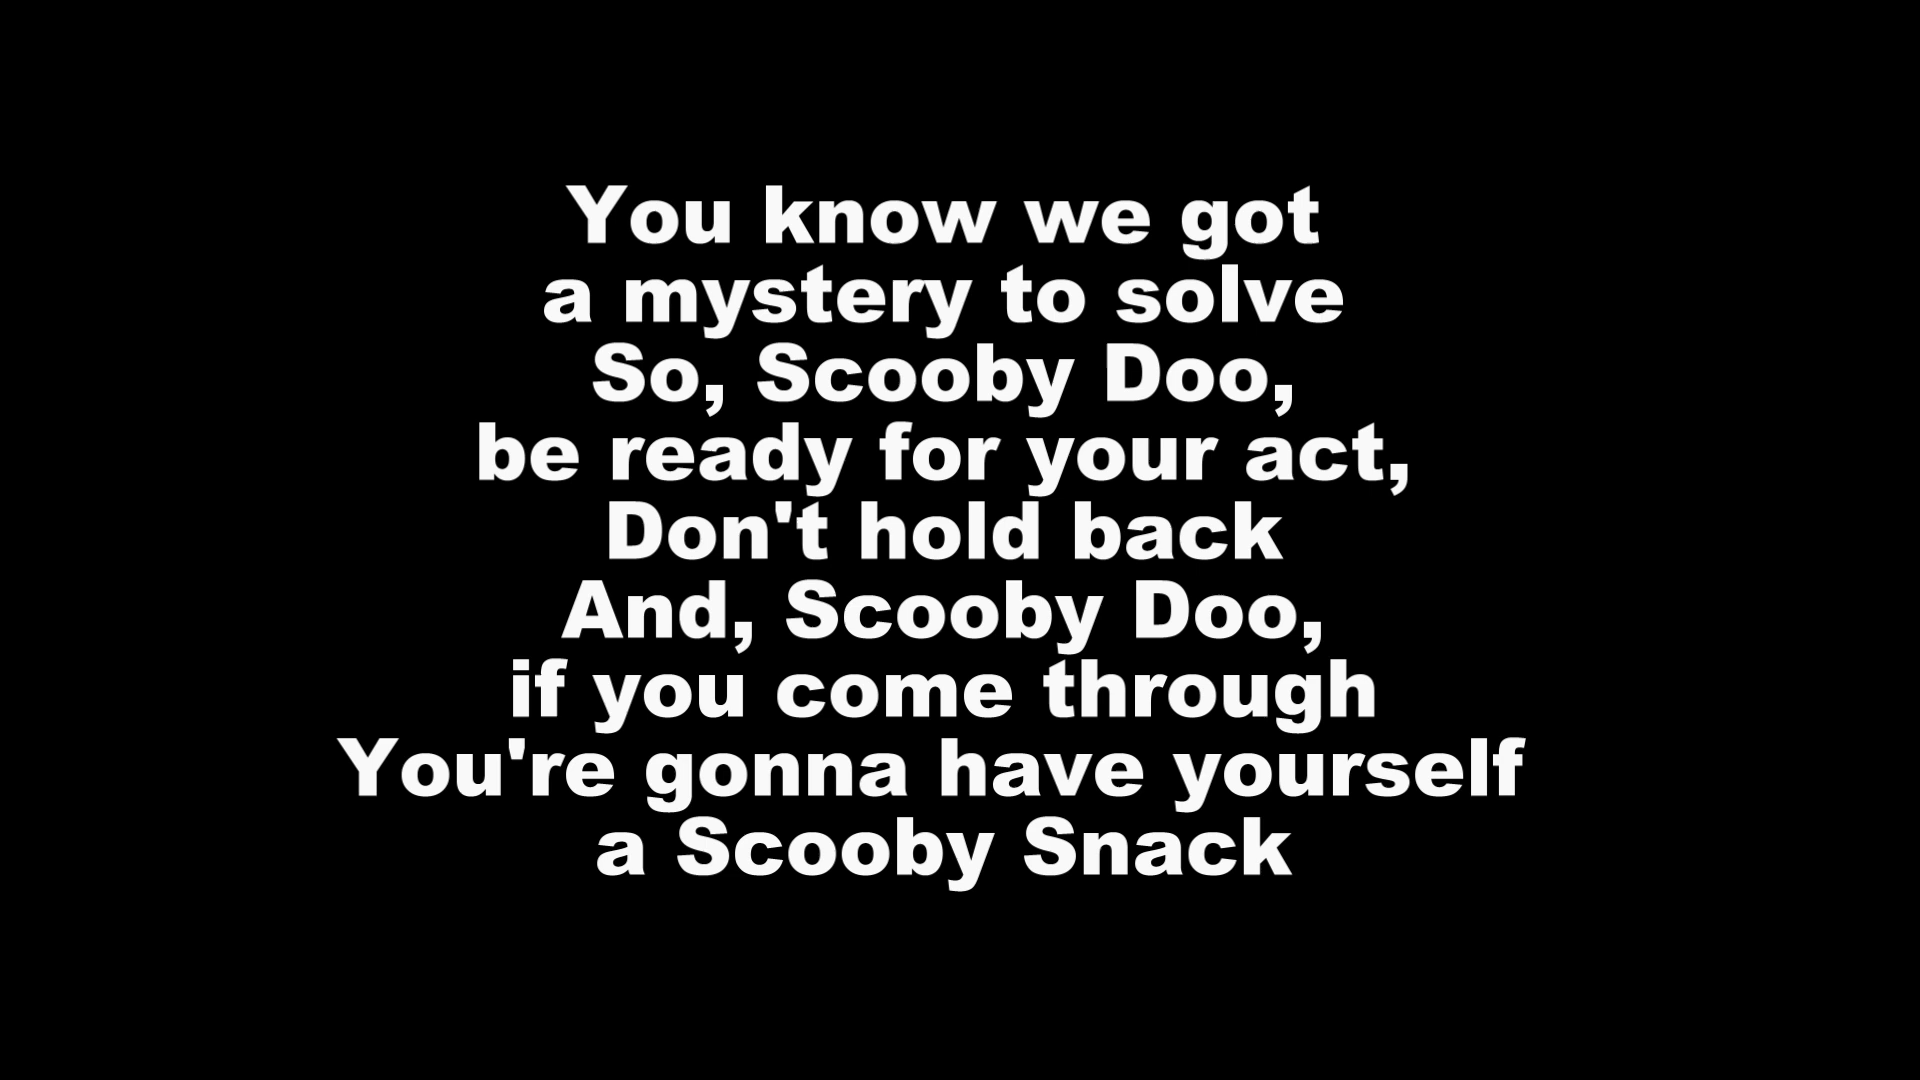 You know we got
a mystery to solve
So, Scooby Doo,
be ready for your act,
Don't hold back
And, Scooby Doo,
if you come through
You're gonna have yourself
a Scooby Snack